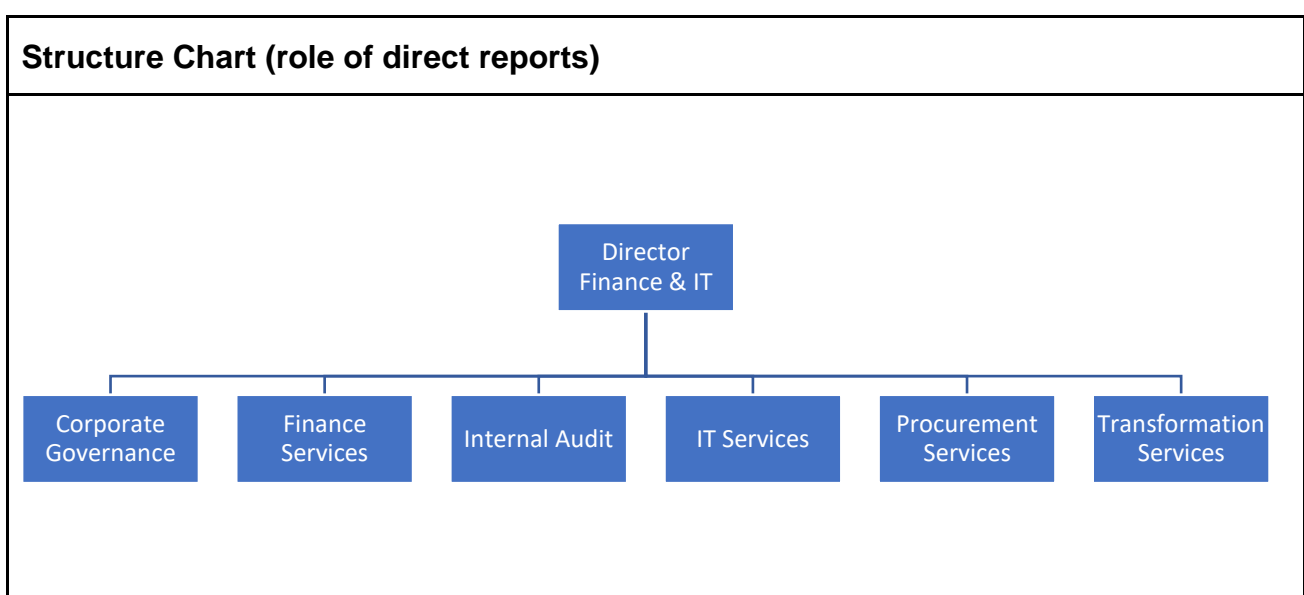 Structure Chart (role of direct reports)
Director
Finance & IT
Corporate
Governance
Finance
Services
Internal Audit
IT Services
Procurement
Services
Transformation
Services